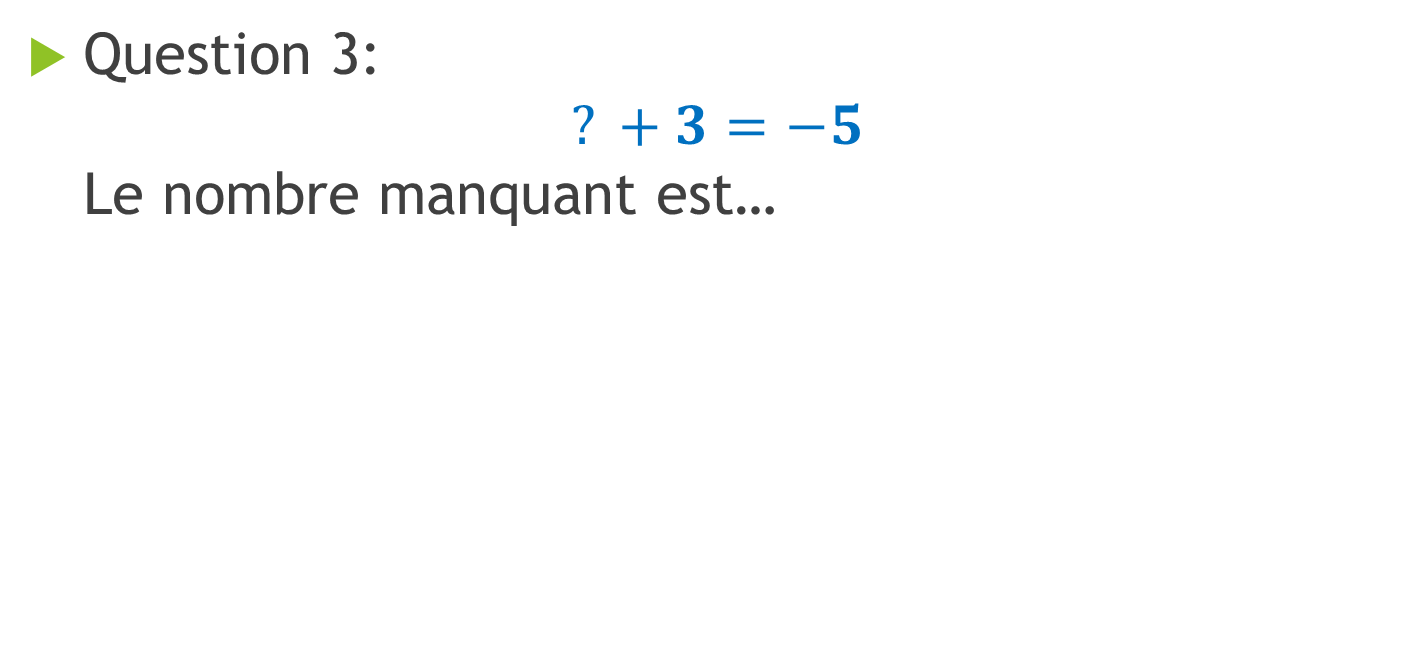 Question 3:
? + 3 = −5
Le nombre manquant est…